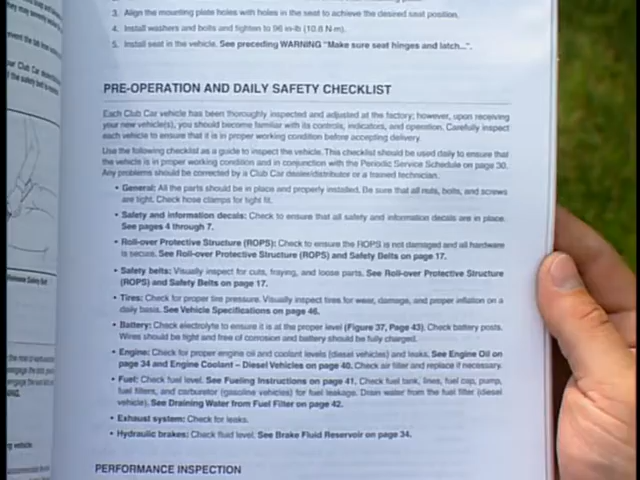 3. Align the mounting plate holes with holes in the seat to achieve the desired seat position.
4. Install washers and bolts and tighten to 96 in-lb (10.8 N·m).
5. Install seat in the vehicle. See preceding WARNING "Make sure seat hinges and latch...".
PRE-OPERATION AND DAILY SAFETY CHECKLIST
Each Club Car vehicle has been thoroughly inspected and adjusted at the factory; however, upon receiving
your new vehicle(s), you should become familiar with its controls, indicators, and operation. Carefully inspect
each vehicle to ensure that it is in proper working condition before accepting delivery.
Use the following checklist as a guide to inspect the vehicle. This checklist should be used daily to ensure that
the vehicle is in proper working condition and in conjunction with the Periodic Service Schedule on page 30.
Any problems should be corrected by a Club Car dealer/distributor or a trained technician.
• General: All the parts should be in place and properly installed. Be sure that all nuts, bolts, and screws
are tight. Check hose clamps for tight fit.
• Safety and information decals: Check to ensure that all safety and information decals are in place.
See pages 4 through 7.
• Roll-over Protective Structure (ROPS): Check to ensure the ROPS is not damaged and all hardware
is secure. See Roll-over Protective Structure (ROPS) and Safety Belts on page 17.
• Safety belts: Visually inspect for cuts, fraying, and loose parts. See Roll-over Protective Structure
(ROPS) and Safety Belts on page 17.
• Tires: Check for proper tire pressure. Visually inspect tires for wear, damage, and proper inflation on a
daily basis. See Vehicle Specifications on page 46.
• Battery: Check electrolyte to ensure it is at the proper level (Figure 37, Page 43). Check battery posts.
Wires should be tight and free of corrosion and battery should be fully charged.
• Engine: Check for proper engine oil and coolant levels (diesel vehicles) and leaks. See Engine Oil on
page 34 and Engine Coolant – Diesel Vehicles on page 40. Check air filter and replace if necessary.
• Fuel: Check fuel level. See Fueling Instructions on page 41. Check fuel tank, lines, fuel cap, pump,
fuel filters, and carburetor (gasoline vehicles) for fuel leakage. Drain water from the fuel filter (diesel
vehicle). See Draining Water from Fuel Filter on page 42.
• Exhaust system: Check for leaks.
• Hydraulic brakes: Check fluid level. See Brake Fluid Reservoir on page 34.
PERFORMANCE INSPECTION